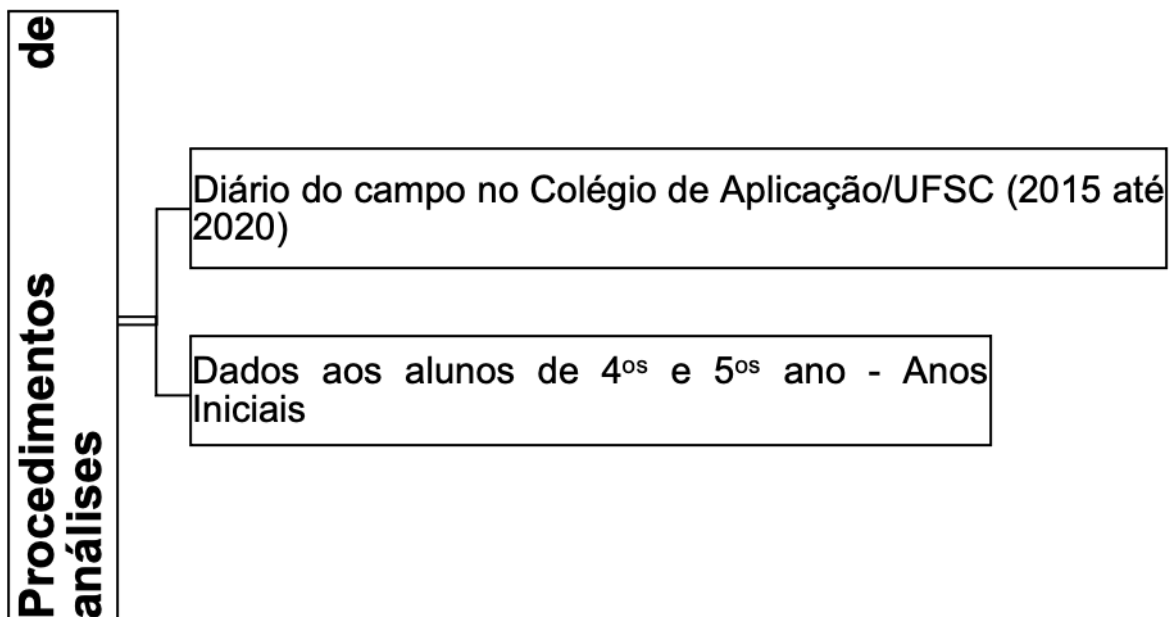 Procedimentos de
análises
Diário do campo no Colégio de Aplicação/UFSC (2015 até
2020)
Dados aos alunos de 4ᵒˢ e 5ᵒˢ ano - Anos
Iniciais